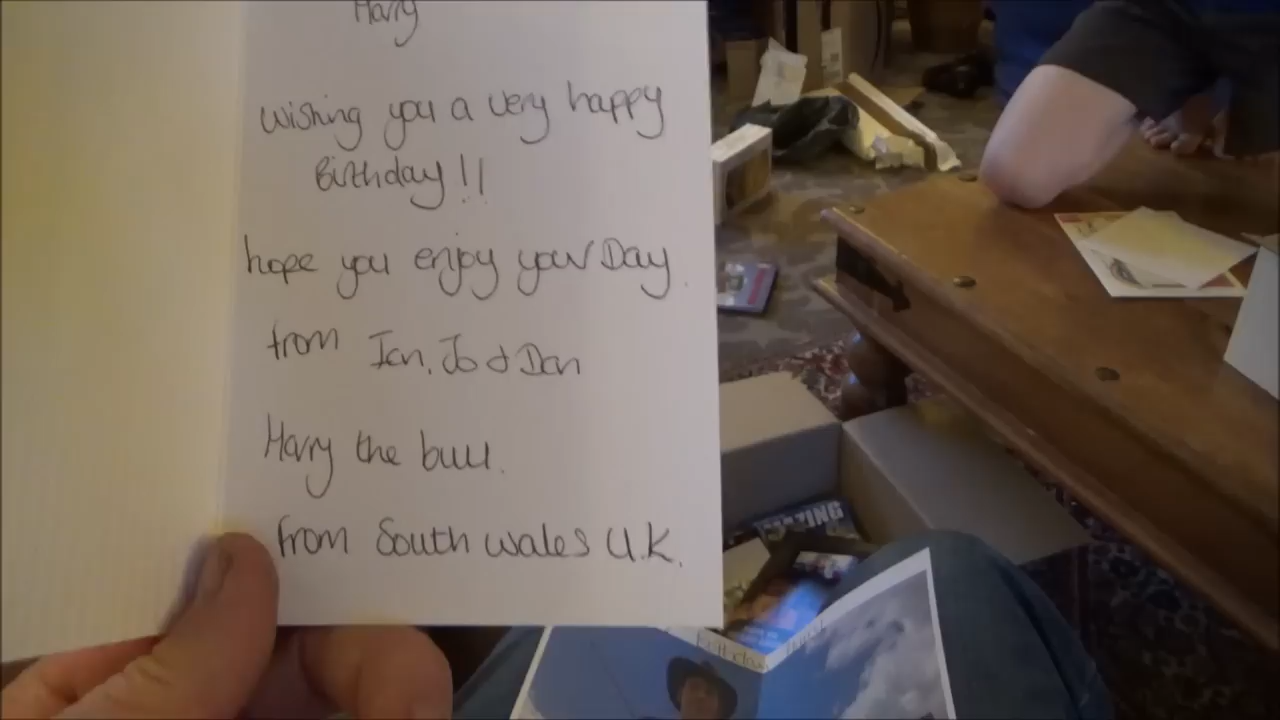 Harry
Wishing you a very happy
Birthday!!
hope you enjoy your Day.
from Ian, Jo & Dan
Harry the bull.
from South wales U.K.
Birthday